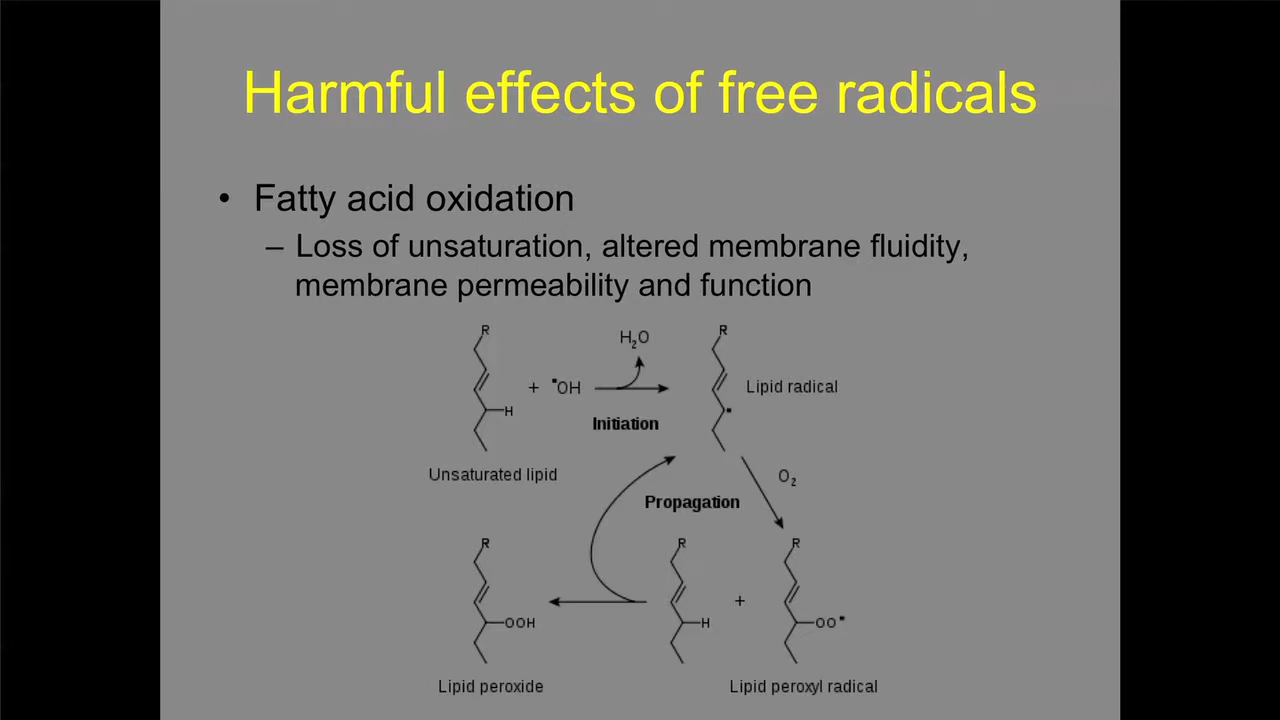 Harmful effects of free radicals
• Fatty acid oxidation
– Loss of unsaturation, altered membrane fluidity,
membrane permeability and function
R
H
Unsaturated lipid
+ •OH
H₂O
Initiation
R
•
Lipid radical
O₂
Propagation
R
OOH
Lipid peroxide
R
H
+
R
OO•
Lipid peroxyl radical